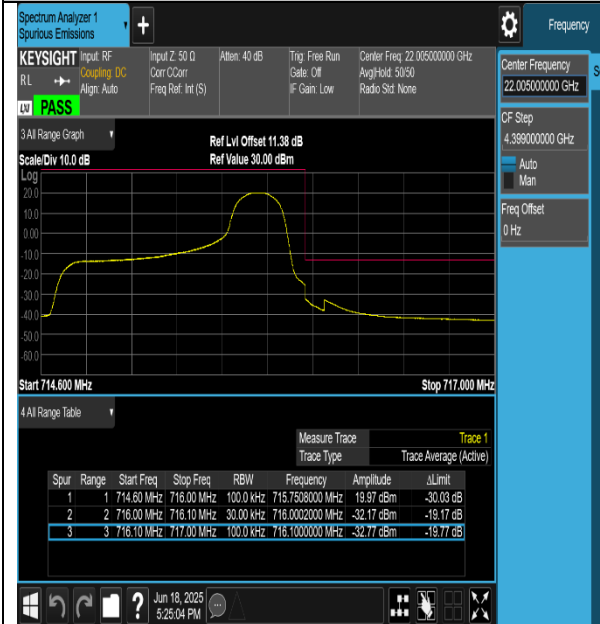 Spectrum Analyzer 1
Spurious Emissions
+
Frequency
KEYSIGHT Input: RF Input Z: 50 Ω Atten: 40 dB Trig: Free Run Center Freq: 22.005000000 GHz
RL Coupling: DC Corr CCorr Gate: Off Avg|Hold: 50/50
Align: Auto Freq Ref: Int (S) IF Gain: Low Radio Std: None
LXI PASS
Center Frequency
22.005000000 GHz
S
CF Step
4.399000000 GHz
Auto
Man
Freq Offset
0 Hz
3 All Range Graph
Ref Lvl Offset 11.38 dB
Scale/Div 10.0 dB Ref Value 30.00 dBm
Log
20.0
10.0
0.00
-10.0
-20.0
-30.0
-40.0
-50.0
-60.0
Start 714.600 MHz Stop 717.000 MHz
4 All Range Table
Measure Trace Trace 1
Trace Type Trace Average (Active)
Spur Range Start Freq Stop Freq RBW Frequency Amplitude ΔLimit
1 1 714.60 MHz 716.00 MHz 100.0 kHz 715.7508000 MHz 19.97 dBm -30.03 dB
2 2 716.00 MHz 716.10 MHz 30.00 kHz 716.0002000 MHz -32.17 dBm -19.17 dB
3 3 716.10 MHz 717.00 MHz 100.0 kHz 716.1000000 MHz -32.77 dBm -19.77 dB
?
Jun 18, 2025
5:25:04 PM